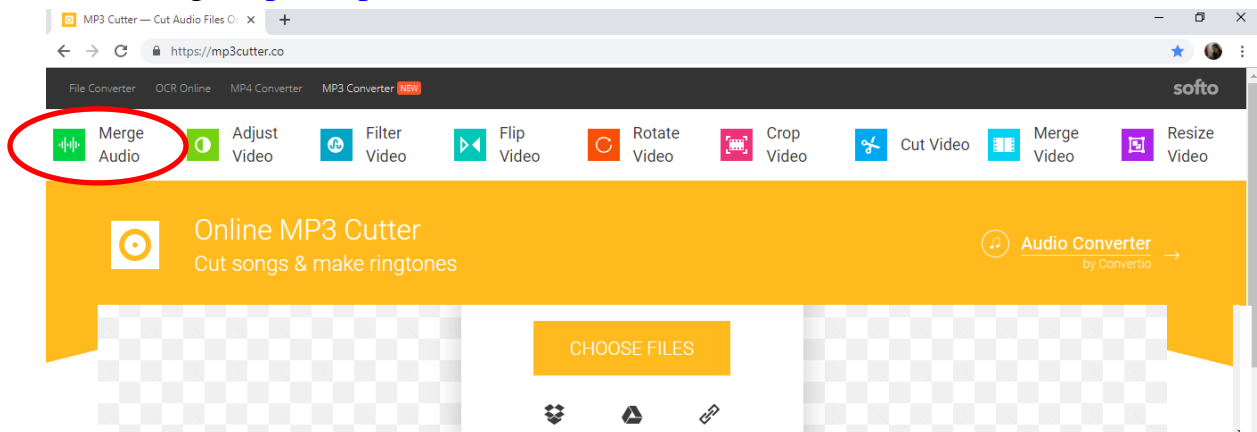 MP3 Cutter — Cut Audio Files O
https://mp3cutter.co
File Converter OCR Online MP4 Converter MP3 Converter NEW softo
Merge Audio
Adjust Video
Filter Video
Flip Video
Rotate Video
Crop Video
Cut Video
Merge Video
Resize Video
Online MP3 Cutter
Cut songs & make ringtones
Audio Converter
by Convertio
CHOOSE FILES